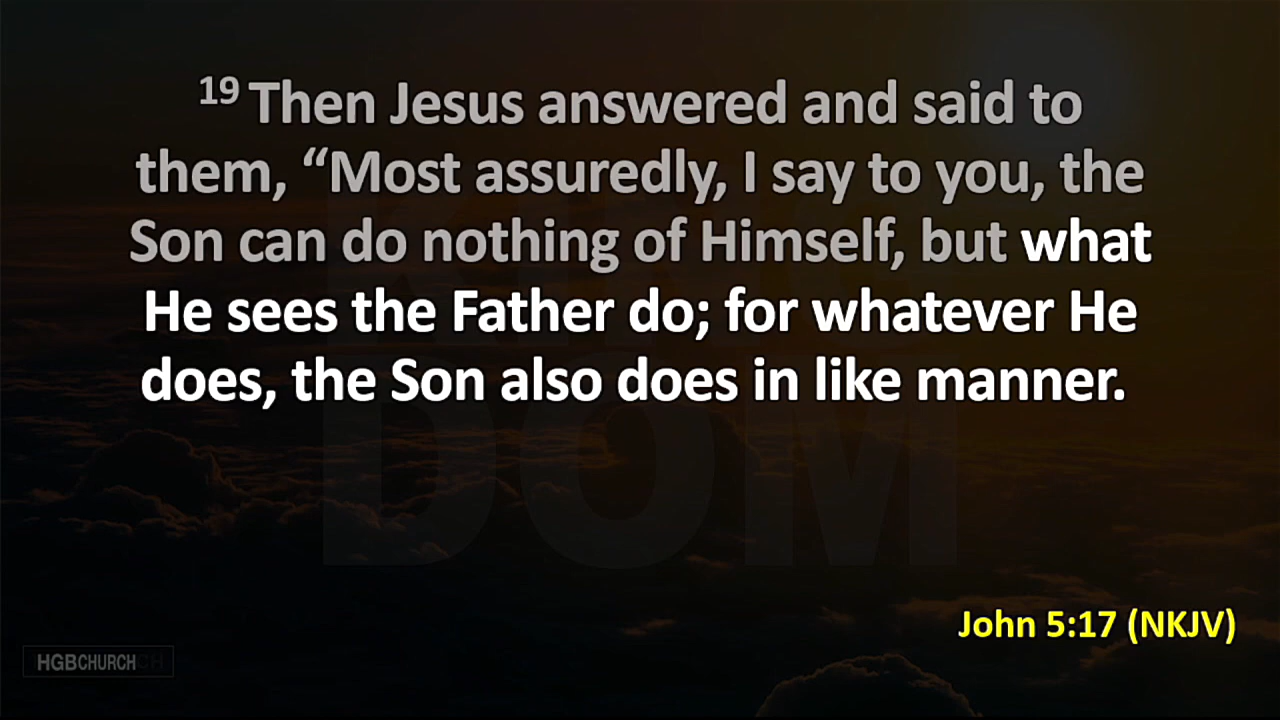 19 Then Jesus answered and said to
them, “Most assuredly, I say to you, the
Son can do nothing of Himself, but what
He sees the Father do; for whatever He
does, the Son also does in like manner.
KING
DOM
John 5:17 (NKJV)
HGBCHURCH